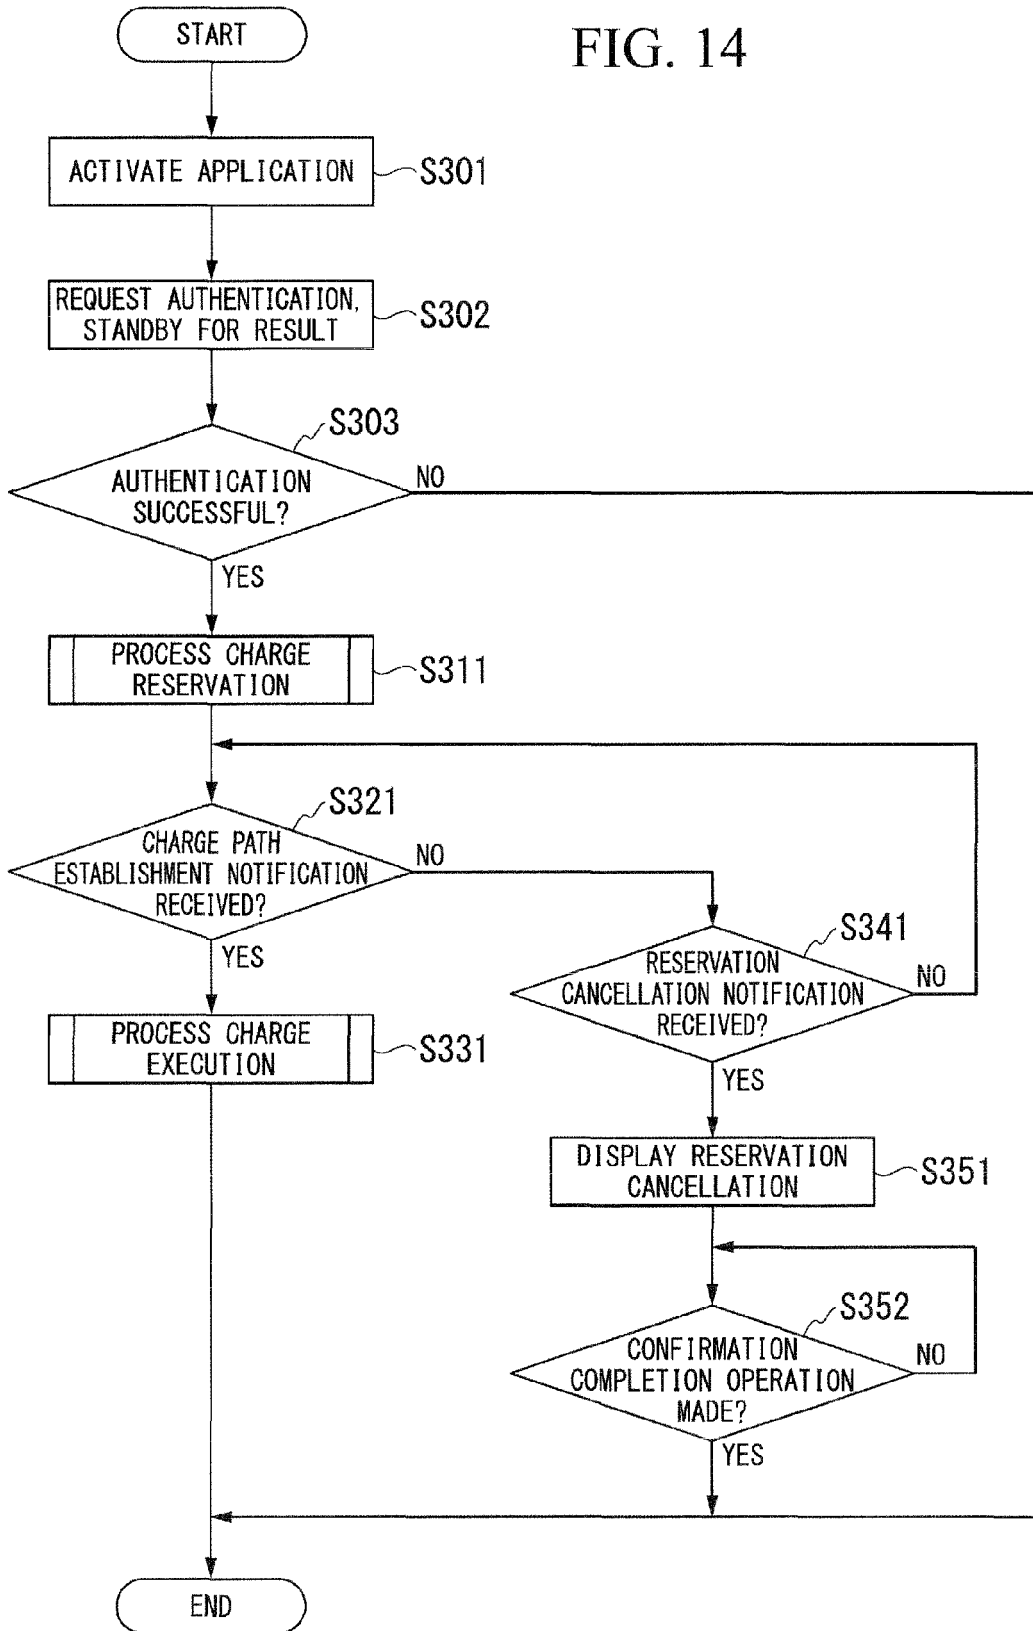 START
FIG. 14
ACTIVATE APPLICATION
S301
REQUEST AUTHENTICATION,
STANDBY FOR RESULT
S302
S303
AUTHENTICATION
SUCCESSFUL?
NO
YES
PROCESS CHARGE
RESERVATION
S311
S321
CHARGE PATH
ESTABLISHMENT NOTIFICATION
RECEIVED?
NO
YES
S341
RESERVATION
CANCELLATION NOTIFICATION
RECEIVED?
NO
YES
PROCESS CHARGE
EXECUTION
S331
DISPLAY RESERVATION
CANCELLATION
S351
S352
CONFIRMATION
COMPLETION OPERATION
MADE?
NO
YES
END